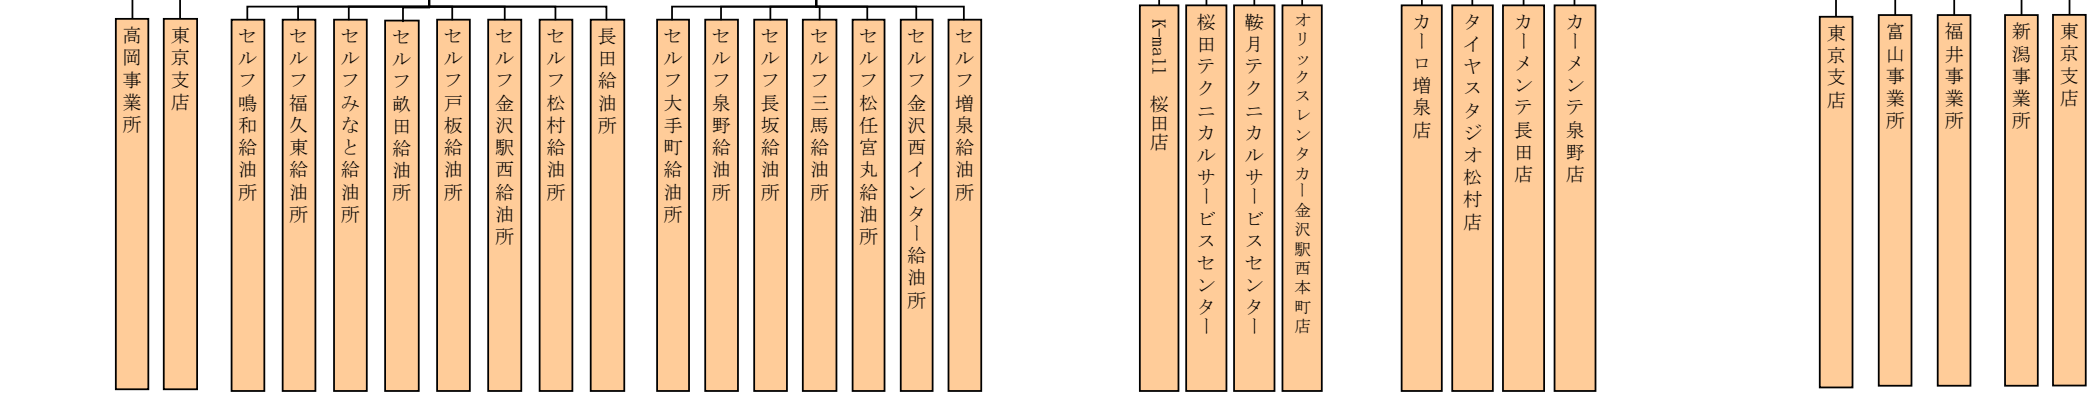 高岡事業所
東京支店
セルフ鳴和給油所
セルフ福久東給油所
セルフみなと給油所
セルフ畝田給油所
セルフ戸板給油所
セルフ金沢駅西給油所
セルフ松村給油所
長田給油所
セルフ大手町給油所
セルフ泉野給油所
セルフ長坂給油所
セルフ三馬給油所
セルフ松任宮丸給油所
セルフ金沢西インター給油所
セルフ増泉給油所
K-mall 桜田店
桜田テクニカルサービスセンター
鞍月テクニカルサービスセンター
オリックスレンタカー金沢駅西本町店
カーロ増泉店
タイヤスタジオ松村店
カーメンテ長田店
カーメンテ泉野店
東京支店
富山事業所
福井事業所
新潟事業所
東京支店